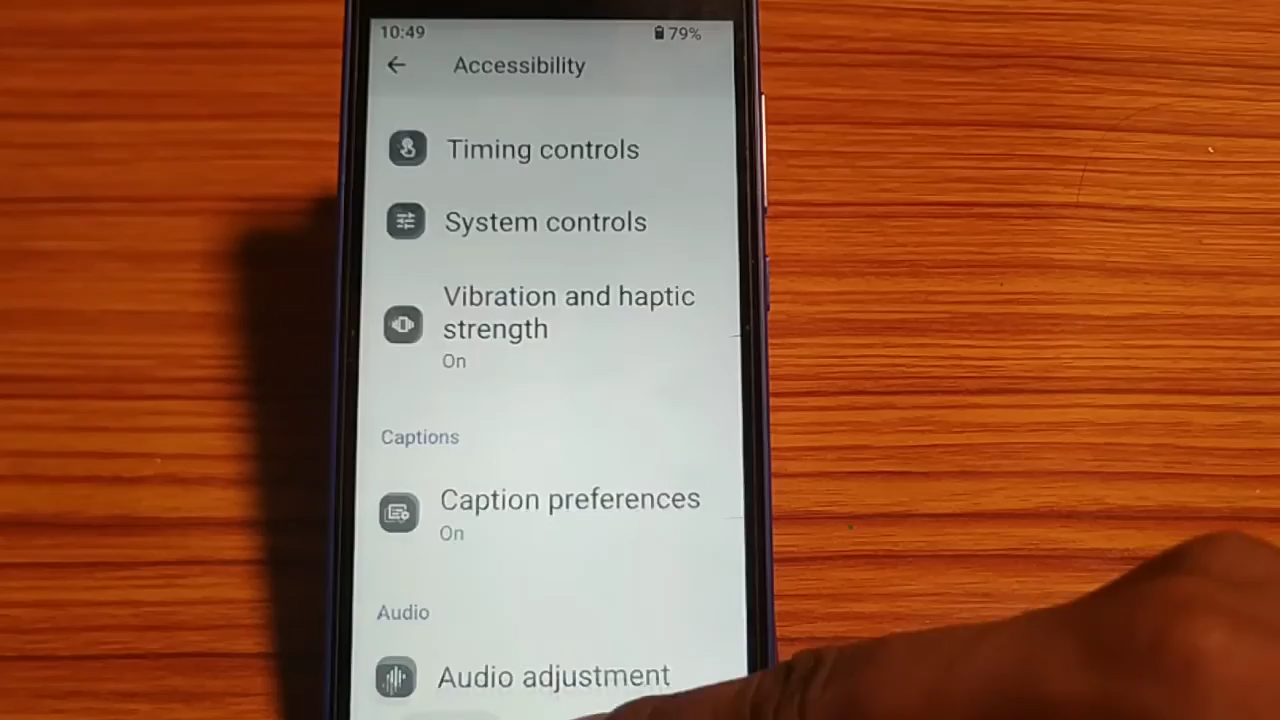 10:49 79%
Accessibility
Timing controls
System controls
Vibration and haptic
strength
On
Captions
Caption preferences
On
Audio
Audio adjustment